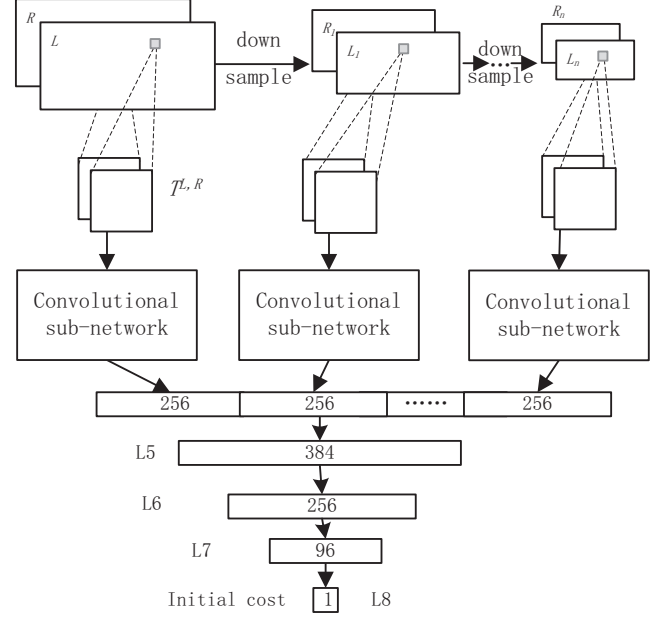 R
L
down
sample
R1
L1
down
......
sample
Rn
Ln
T^L, R
Convolutional
sub-network
Convolutional
sub-network
Convolutional
sub-network
256
256
......
256
L5
384
L6
256
L7
96
Initial cost
1
L8